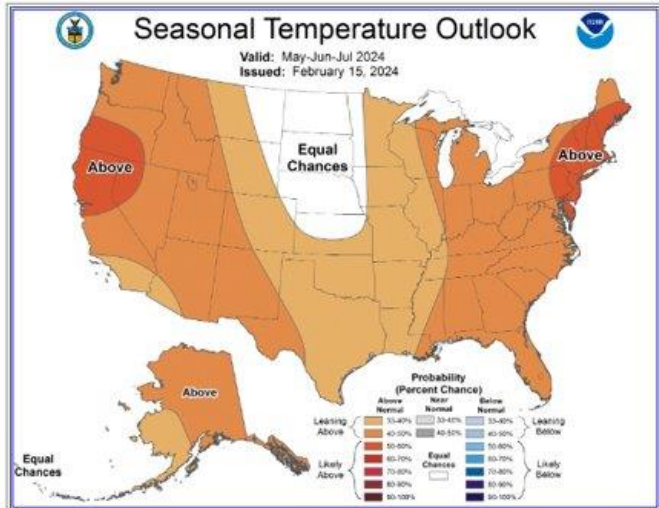 Seasonal Temperature Outlook
NOAA
Valid: May-Jun-Jul 2024
Issued: February 15, 2024
Above
Equal
Chances
Above
Above
Equal
Chances
Probability
(Percent Chance)
Above
Normal
Near
Normal
Below
Normal
Leaning
Above
33-40%
33-40%
33-40%
Leaning
Below
40-50%
40-50%
40-50%
Likely
Above
50-60%
Equal
Chances
50-60%
Likely
Below
60-70%
60-70%
70-80%
70-80%
80-90%
80-90%
90-100%
90-100%